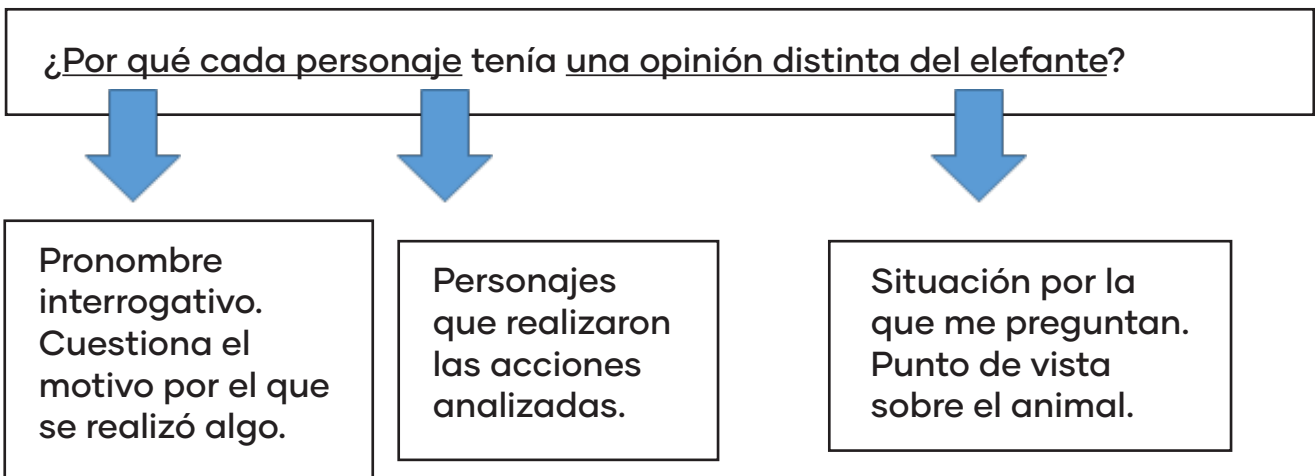 ¿Por qué cada personaje tenía una opinión distinta del elefante?
Pronombre
interrogativo.
Cuestiona el
motivo por el que
se realizó algo.
Personajes
que realizaron
las acciones
analizadas.
Situación por la
que me preguntan.
Punto de vista
sobre el animal.